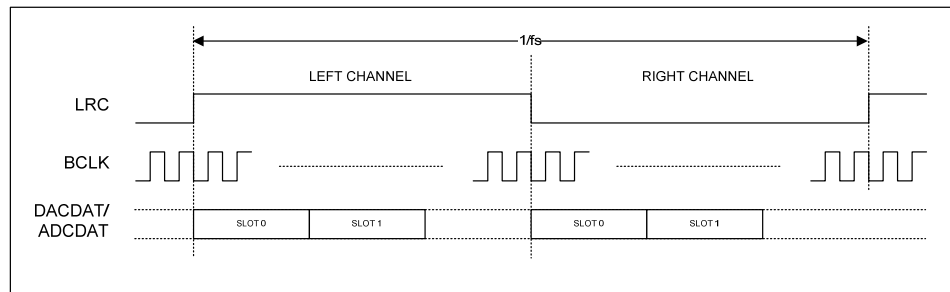 1/fs
LEFT CHANNEL RIGHT CHANNEL
LRC
BCLK
DACDAT/
ADCDAT
SLOT 0 SLOT 1 SLOT 0 SLOT 1